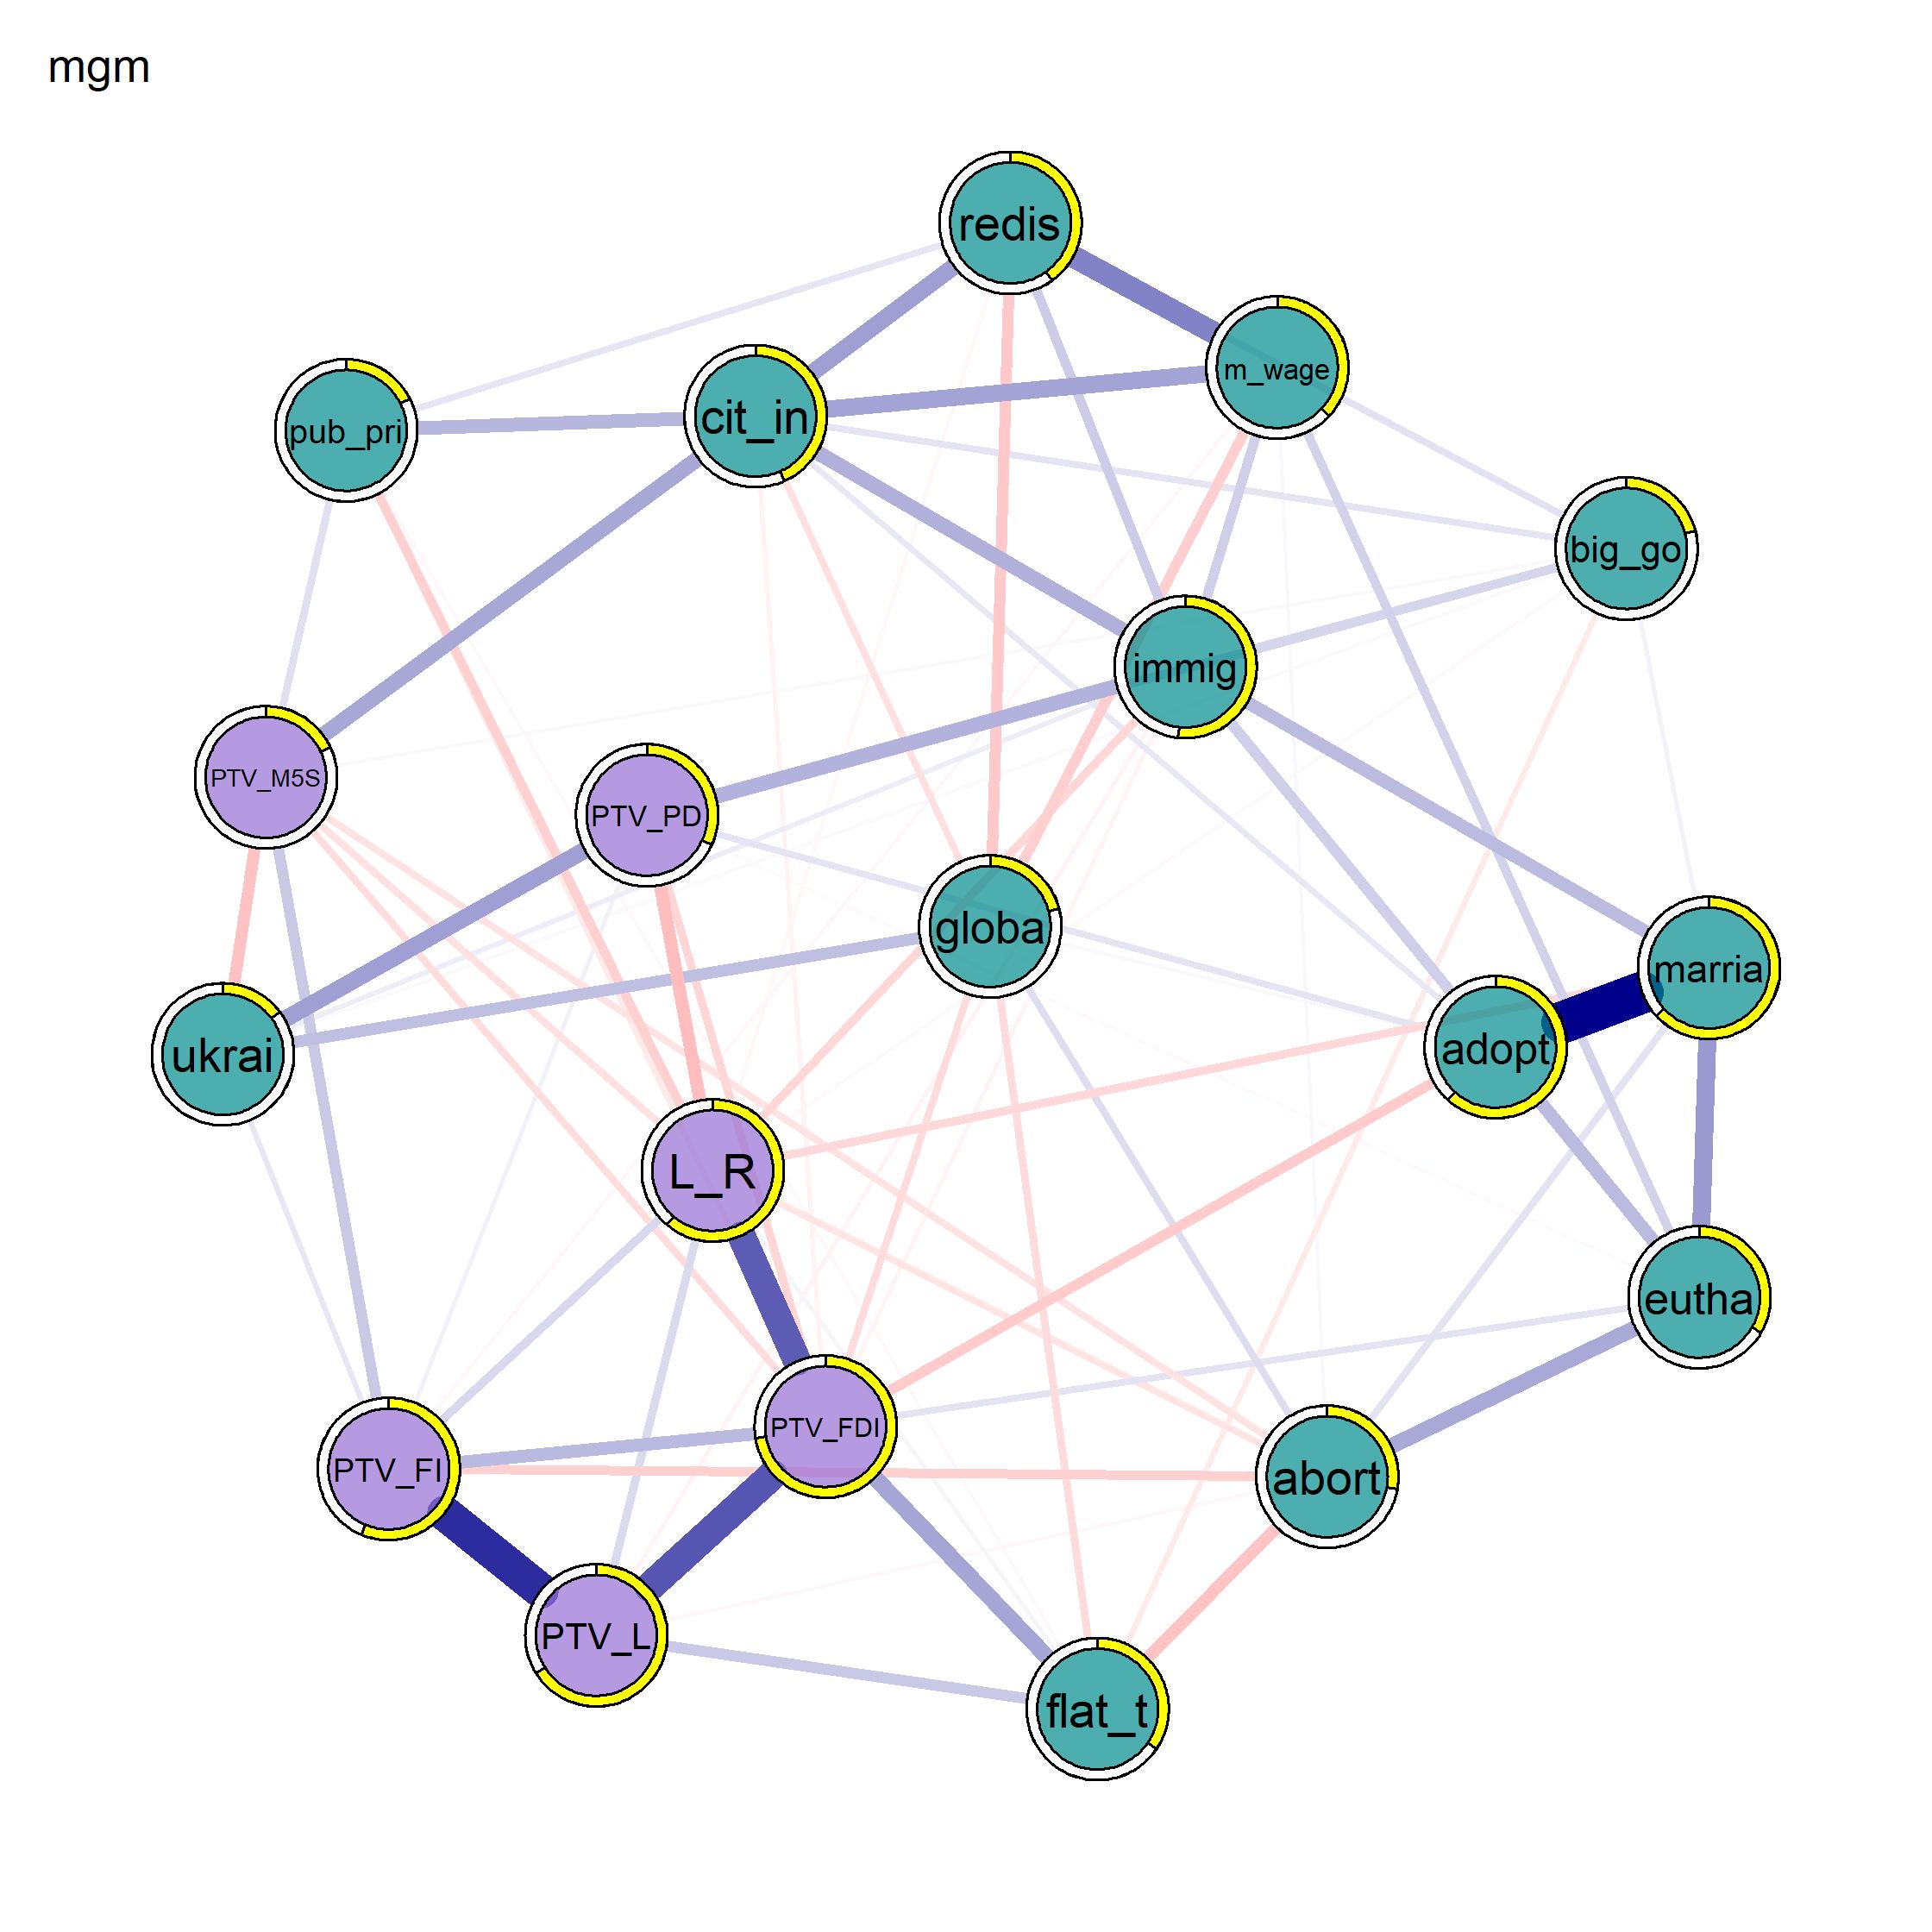 mgm
redis
m_wage
pub_pri
cit_in
big_go
immig
PTV_M5S
PTV_PD
globa
marria
adopt
ukrai
L_R
eutha
PTV_FDI
PTV_FI
abort
PTV_L
flat_t